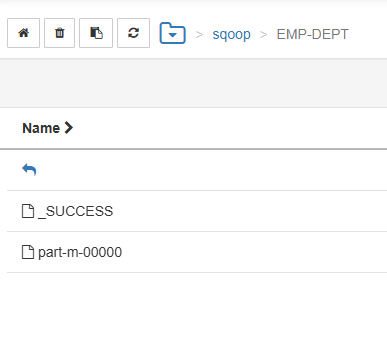 > sqoop > EMP-DEPT
Name
_SUCCESS
part-m-00000